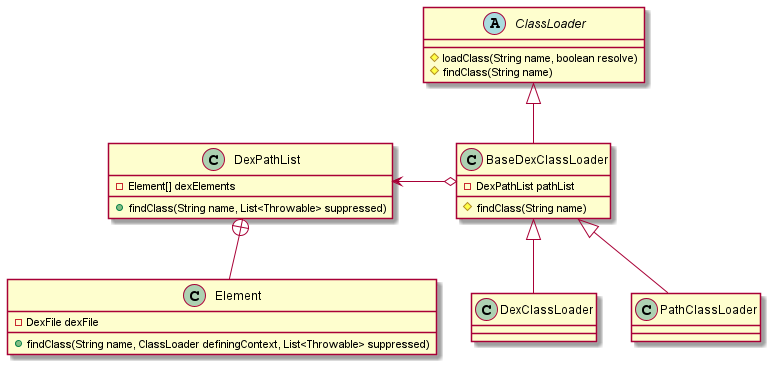 A ClassLoader
loadClass(String name, boolean resolve)
findClass(String name)
C DexPathList
Element[] dexElements
findClass(String name, List<Throwable> suppressed)
C BaseDexClassLoader
DexPathList pathList
findClass(String name)
C Element
DexFile dexFile
findClass(String name, ClassLoader definingContext, List<Throwable> suppressed)
C DexClassLoader
C PathClassLoader